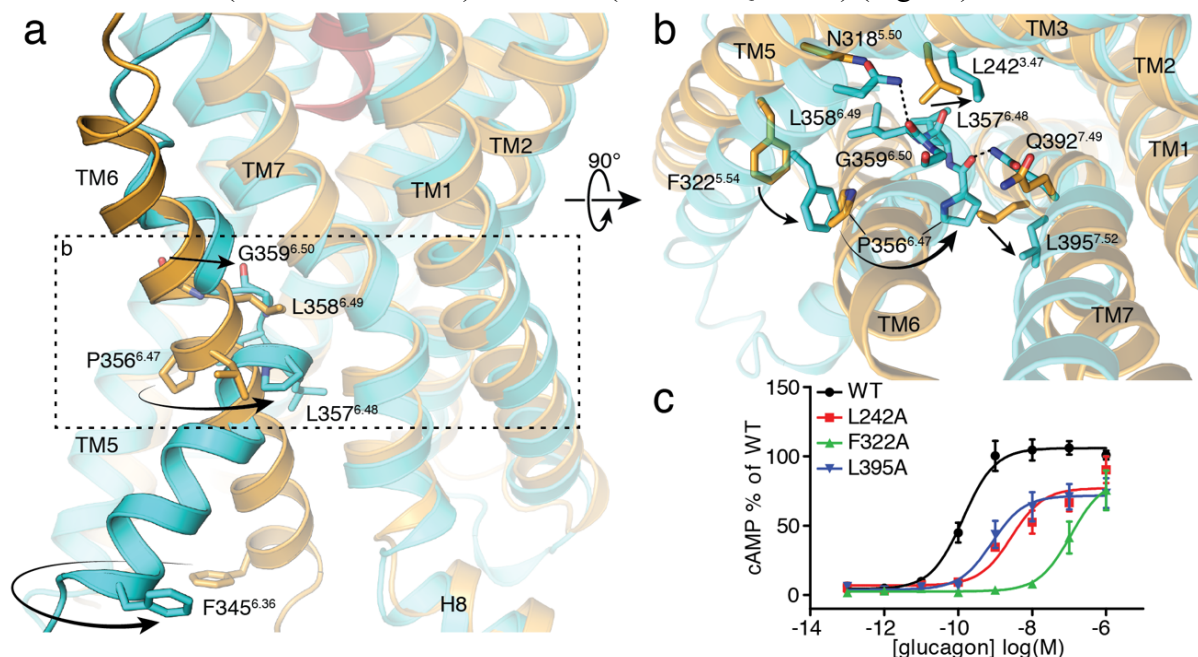 a
TM6
TM7
TM1
TM2
b
G359^6.50
L358^6.49
P356^6.47
L357^6.48
TM5
F345^6.36
H8
90°
b
TM5
N318^5.50
TM3
L242^3.47
TM2
L358^6.49
L357^6.48
Q392^7.49
G359^6.50
TM1
F322^5.54
P356^6.47
L395^7.52
TM6
TM7
c
WT
L242A
F322A
L395A
cAMP % of WT
150
100
50
0
-14 -12 -10 -8 -6
[glucagon] log(M)